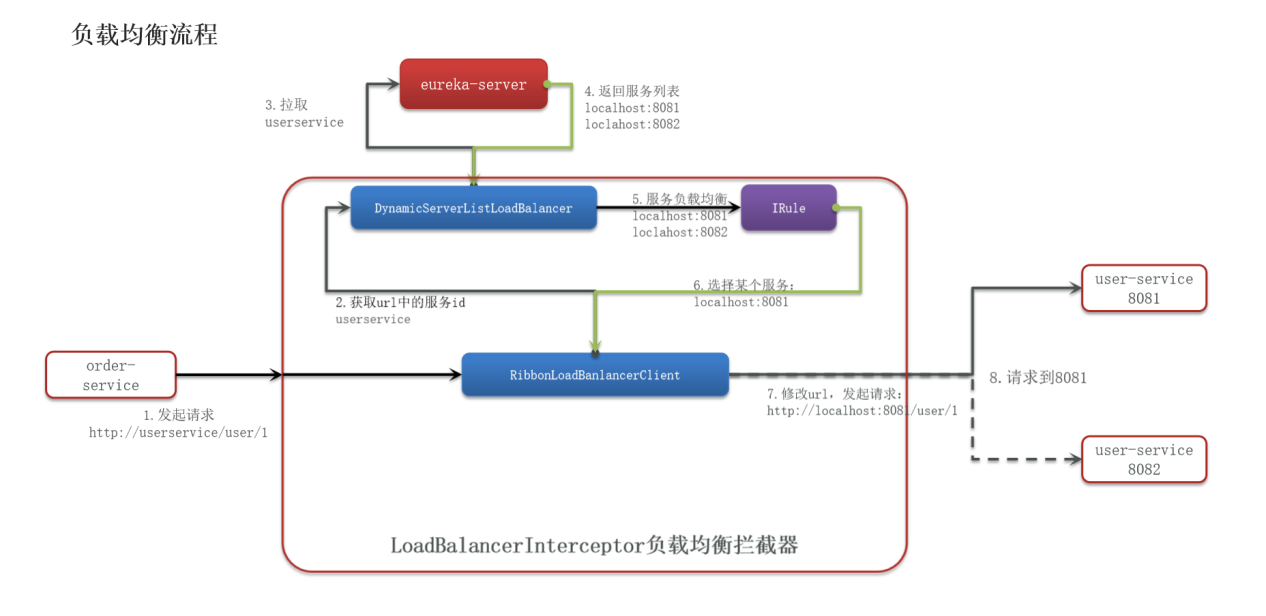 负载均衡流程
eureka-server
3.拉取
userservice
4.返回服务列表
localhost:8081
loclahost:8082
DynamicServerListLoadBalancer
5.服务负载均衡
localhost:8081
loclahost:8082
IRule
2.获取url中的服务id
userservice
6.选择某个服务:
localhost:8081
order-
service
1.发起请求
http://userservice/user/1
RibbonLoadBanlancerClient
7.修改url，发起请求:
http://localhost:8081/user/1
user-service
8081
8.请求到8081
user-service
8082
LoadBalancerInterceptor负载均衡拦截器